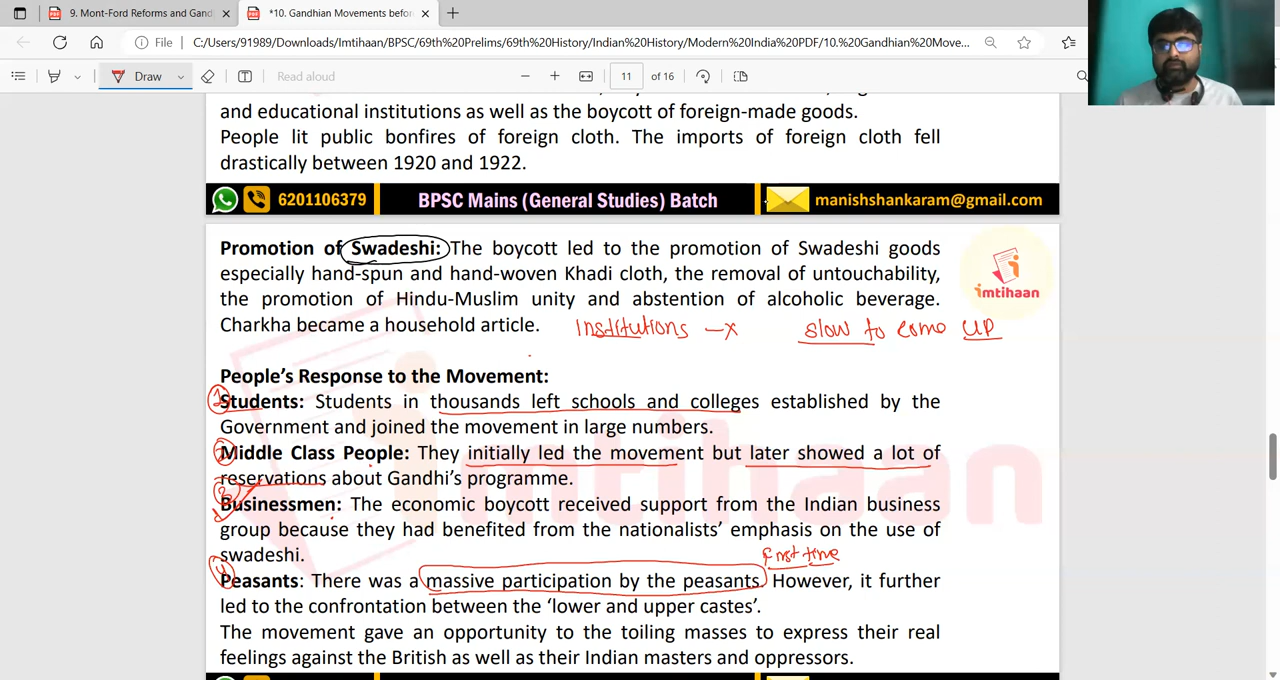 9. Mont-Ford Reforms and Gand
*10. Gandhian Movements befor
File
C:/Users/91989/Downloads/Imtihaan/BPSC/69th%20Prelims/69th%20History/Indian%20History/Modern%20India%20PDF/10.%20Gandhian%20Move...
Draw
Read aloud
11 of 16
and educational institutions as well as the boycott of foreign-made goods.
People lit public bonfires of foreign cloth. The imports of foreign cloth fell
drastically between 1920 and 1922.
6201106379 BPSC Mains (General Studies) Batch manishshankaram@gmail.com
Promotion of Swadeshi: The boycott led to the promotion of Swadeshi goods
especially hand-spun and hand-woven Khadi cloth, the removal of untouchability,
the promotion of Hindu-Muslim unity and abstention of alcoholic beverage.
Charkha became a household article.
Institutions –x slow to come up
imtihaan
People's Response to the Movement:
1 Students: Students in thousands left schools and colleges established by the
Government and joined the movement in large numbers.
2 Middle Class People: They initially led the movement but later showed a lot of
reservations about Gandhi's programme.
3 Businessmen: The economic boycott received support from the Indian business
group because they had benefited from the nationalists' emphasis on the use of
swadeshi.
first time
4 Peasants: There was a massive participation by the peasants. However, it further
led to the confrontation between the 'lower and upper castes'.
The movement gave an opportunity to the toiling masses to express their real
feelings against the British as well as their Indian masters and oppressors.
imtihaan